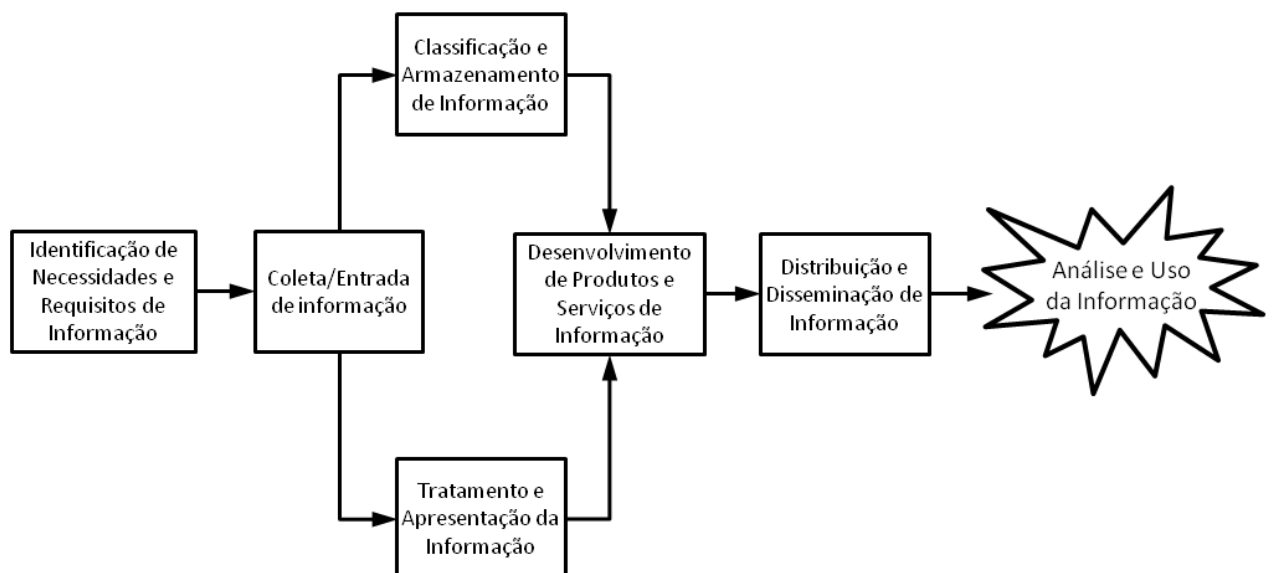 Identificação de
Necessidades e
Requisitos de
Informação
Coleta/Entrada
de informação
Classificação e
Armazenamento
de Informação
Tratamento e
Apresentação da
Informação
Desenvolvimento
de Produtos e
Serviços de
Informação
Distribuição e
Disseminação de
Informação
Análise e Uso
da Informação